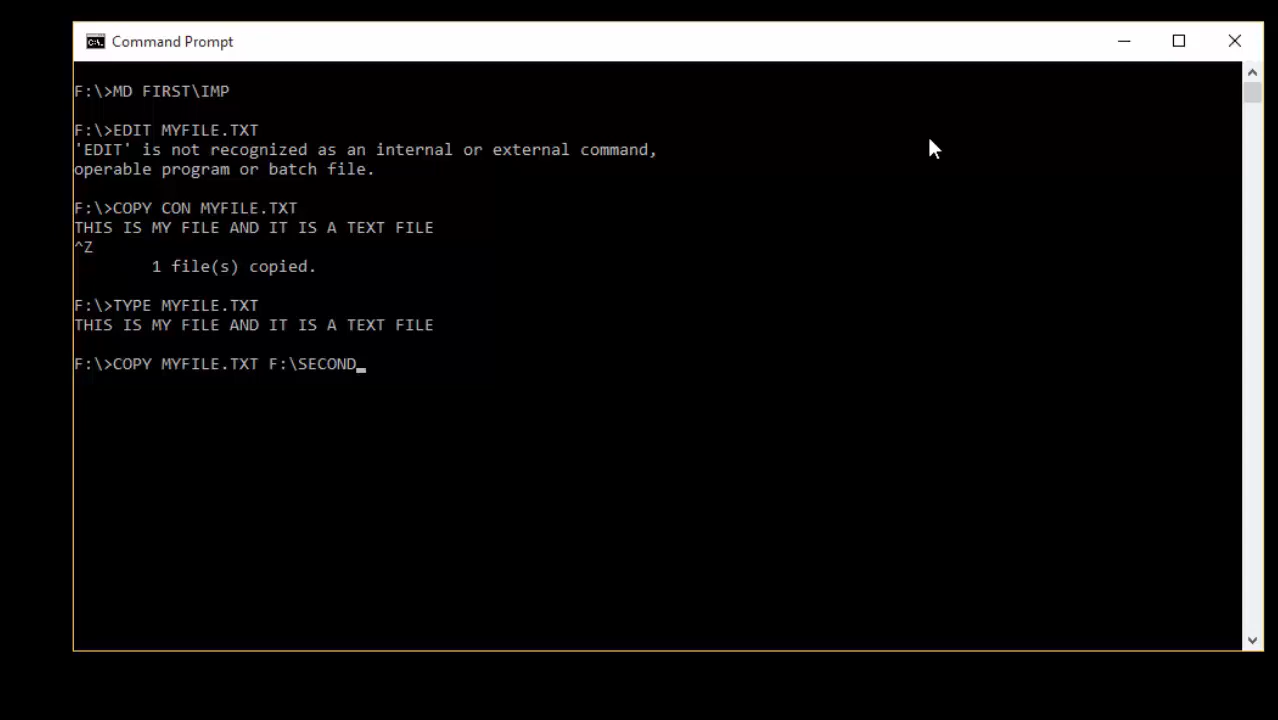 Command Prompt
F:\>MD FIRST\IMP
F:\>EDIT MYFILE.TXT
'EDIT' is not recognized as an internal or external command,
operable program or batch file.
F:\>COPY CON MYFILE.TXT
THIS IS MY FILE AND IT IS A TEXT FILE
^Z
        1 file(s) copied.
F:\>TYPE MYFILE.TXT
THIS IS MY FILE AND IT IS A TEXT FILE
F:\>COPY MYFILE.TXT F:\SECOND_